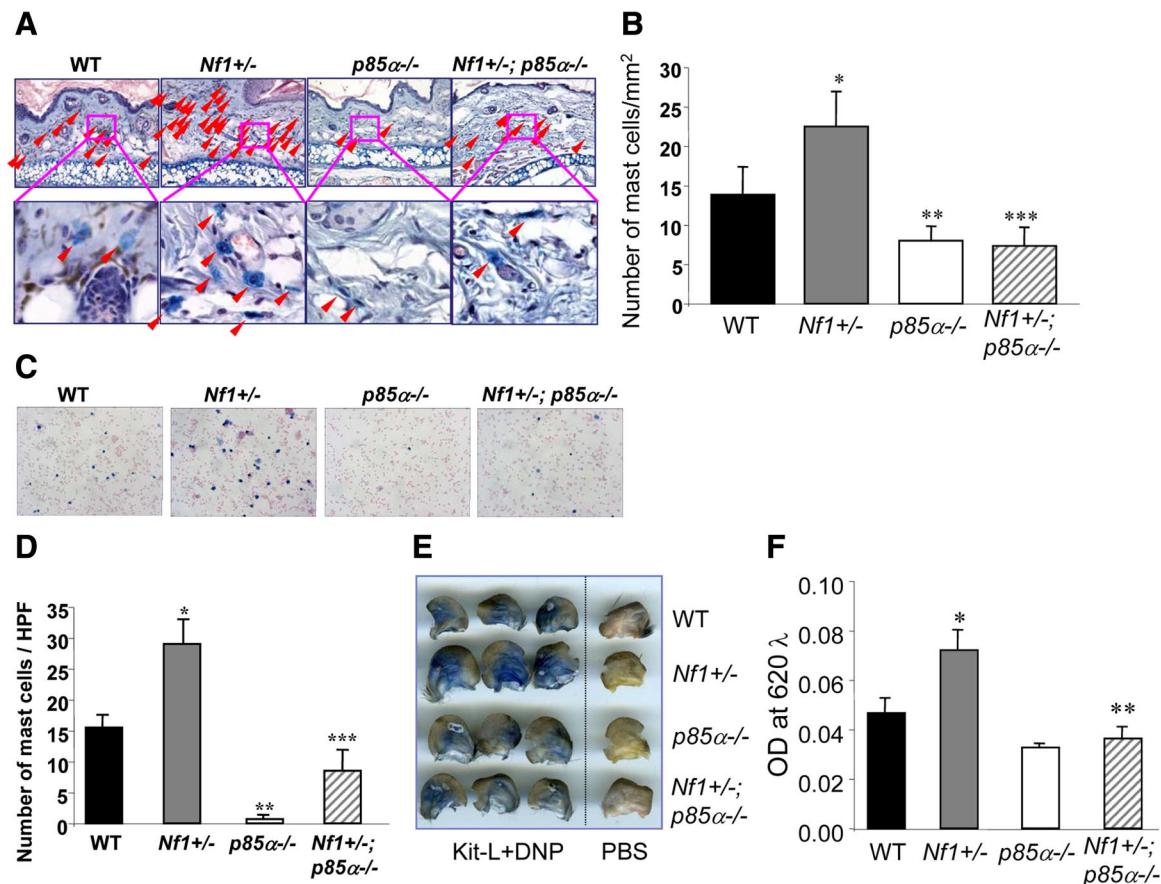 A
WT
Nf1+/-
p85α-/-
Nf1+/-; p85α-/-
B
Number of mast cells/mm2
30
25
20
15
10
5
0
*
**
***
WT
Nf1+/-
p85α-/-
Nf1+/-;
p85α-/-
C
WT
Nf1+/-
p85α-/-
Nf1+/-; p85α-/-
D
Number of mast cells / HPF
35
30
25
20
15
10
5
0
*
**
***
WT
Nf1+/-
p85α-/-
Nf1+/-;
p85α-/-
E
WT
Nf1+/-
p85α-/-
Nf1+/-;
p85α-/-
Kit-L+DNP
PBS
F
OD at 620 λ
0.10
0.08
0.06
0.04
0.02
0.00
*
**
WT
Nf1+/-
p85α-/-
Nf1+/-;
p85α-/-